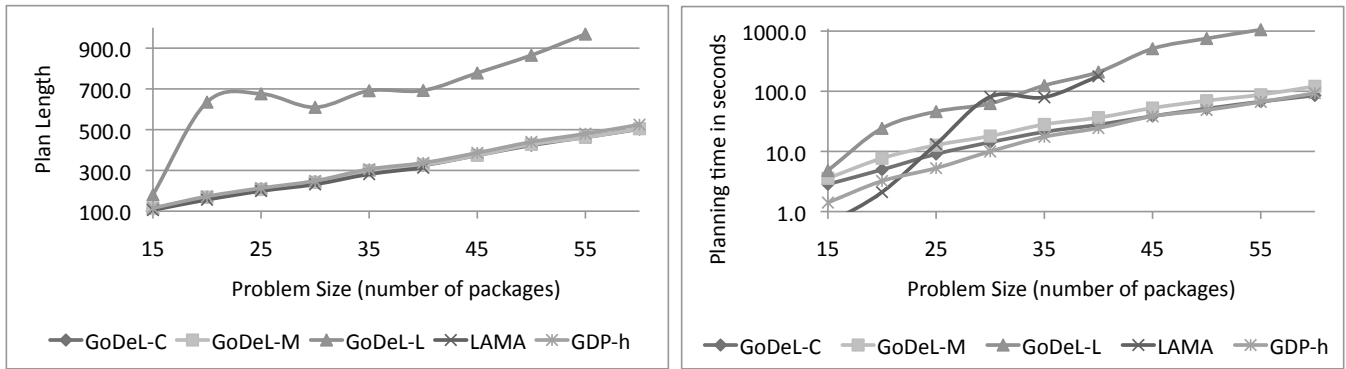 Plan Length
900.0
700.0
500.0
300.0
100.0
15
25
35
45
55
Problem Size (number of packages)
GoDeL-C
GoDeL-M
GoDeL-L
LAMA
GDP-h
Planning time in seconds
1000.0
100.0
10.0
1.0
15
25
35
45
55
Problem Size (number of packages)
GoDeL-C
GoDeL-M
GoDeL-L
LAMA
GDP-h